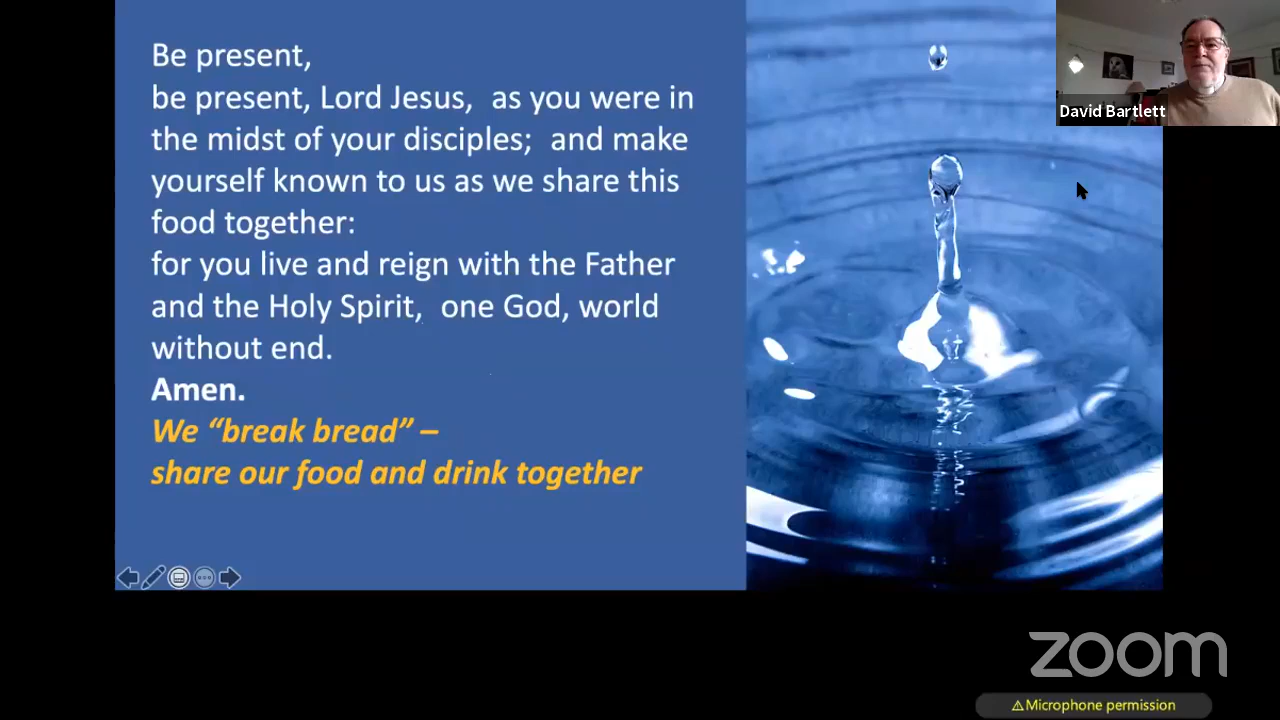 Be present,
be present, Lord Jesus, as you were in
the midst of your disciples; and make
yourself known to us as we share this
food together:
for you live and reign with the Father
and the Holy Spirit, one God, world
without end.
Amen.
We “break bread” –
share our food and drink together
David Bartlett
zoom
⚠Microphone permission